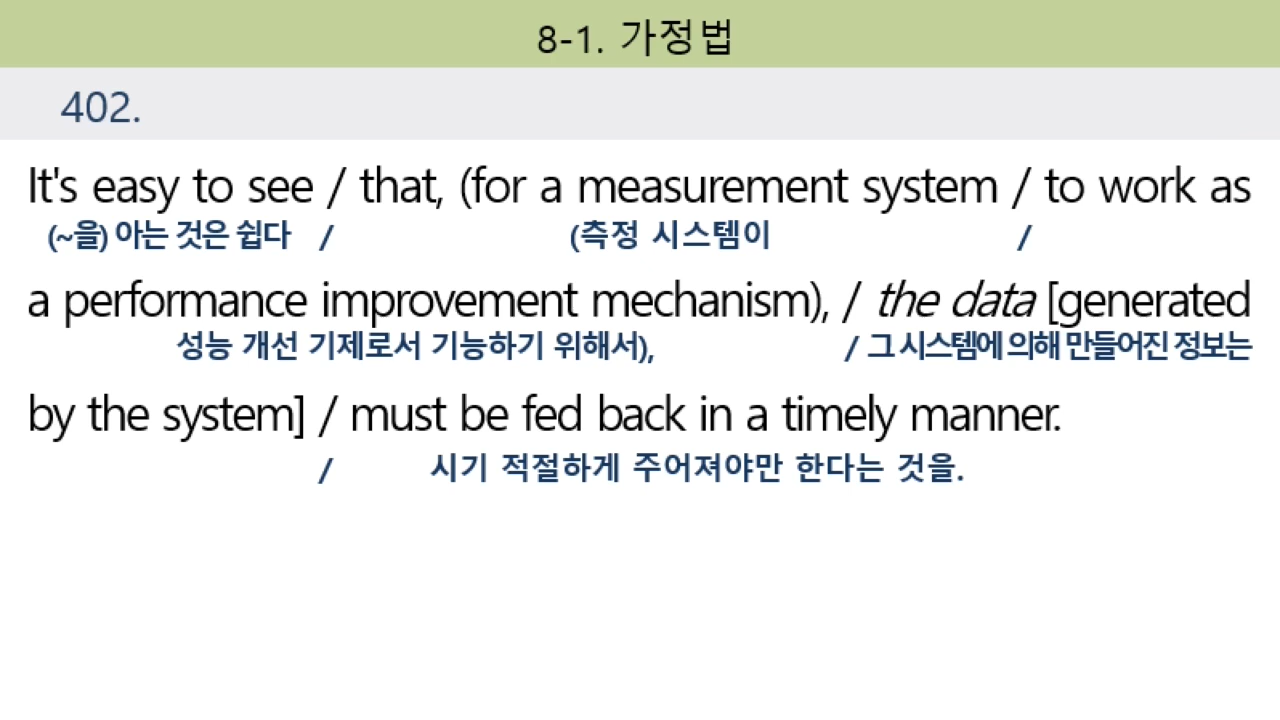 8-1. 가정법
402.
It's easy to see / that, (for a measurement system / to work as
(~을) 아는 것은 쉽다 / (측정 시스템이 /
a performance improvement mechanism), / the data [generated
성능 개선 기제로서 기능하기 위해서), / 그 시스템에 의해 만들어진 정보는
by the system] / must be fed back in a timely manner.
/ 시기 적절하게 주어져야만 한다는 것을.